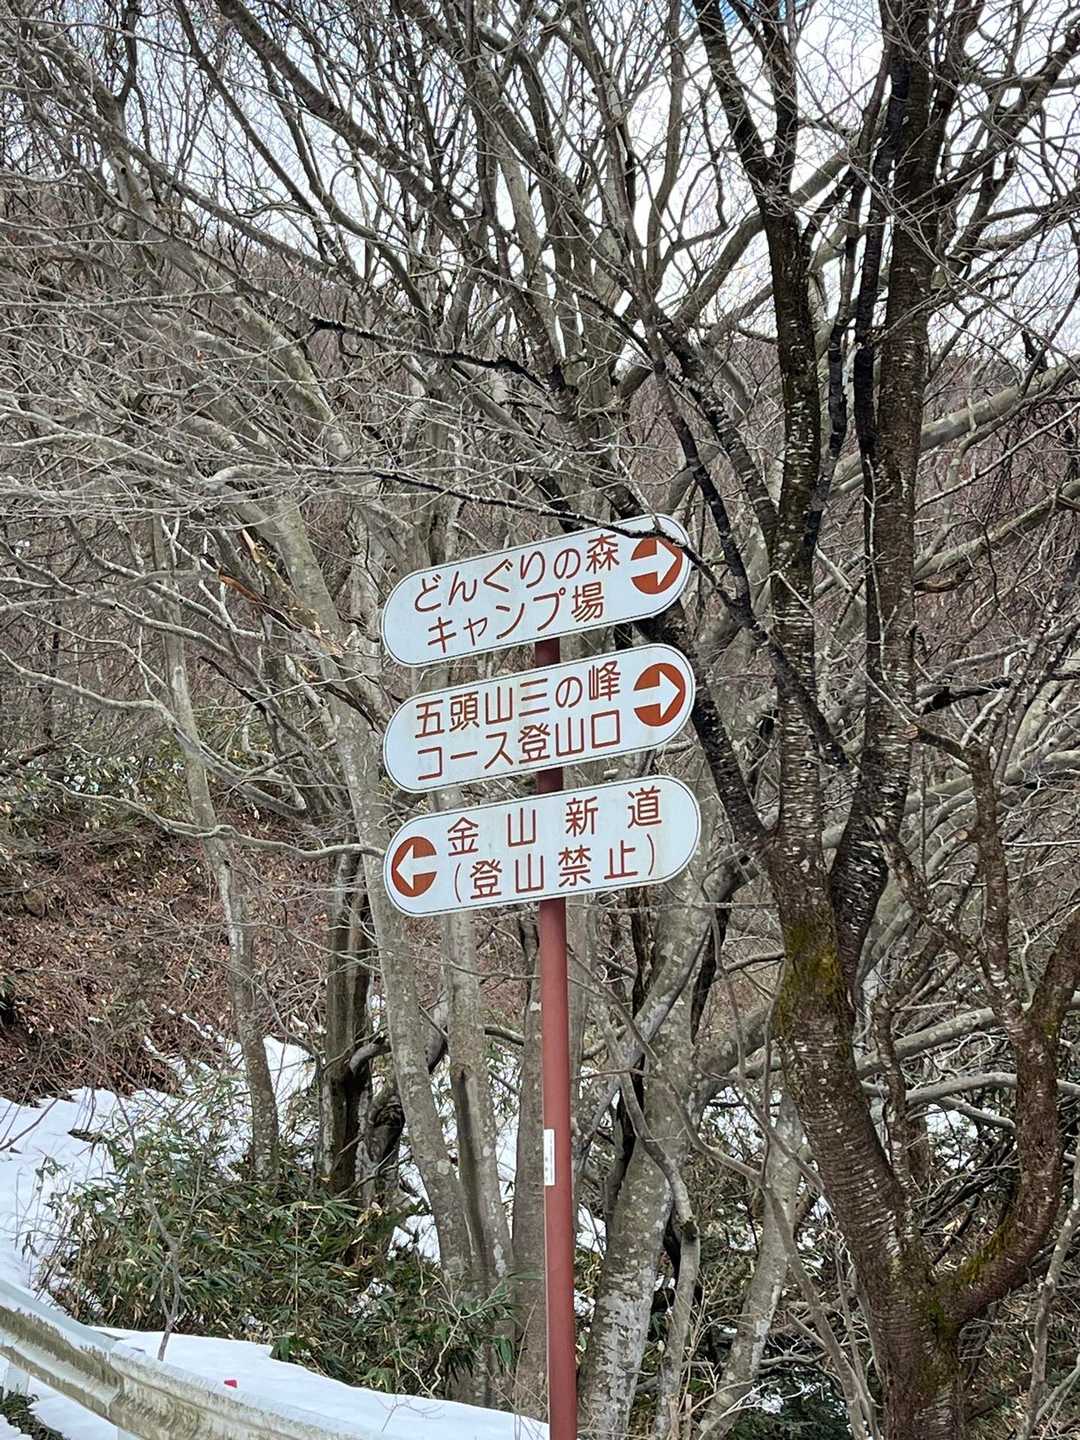 どんぐりの森
キャンプ場
五頭山三の峰
コース登山口
金山新道
(登山禁止)